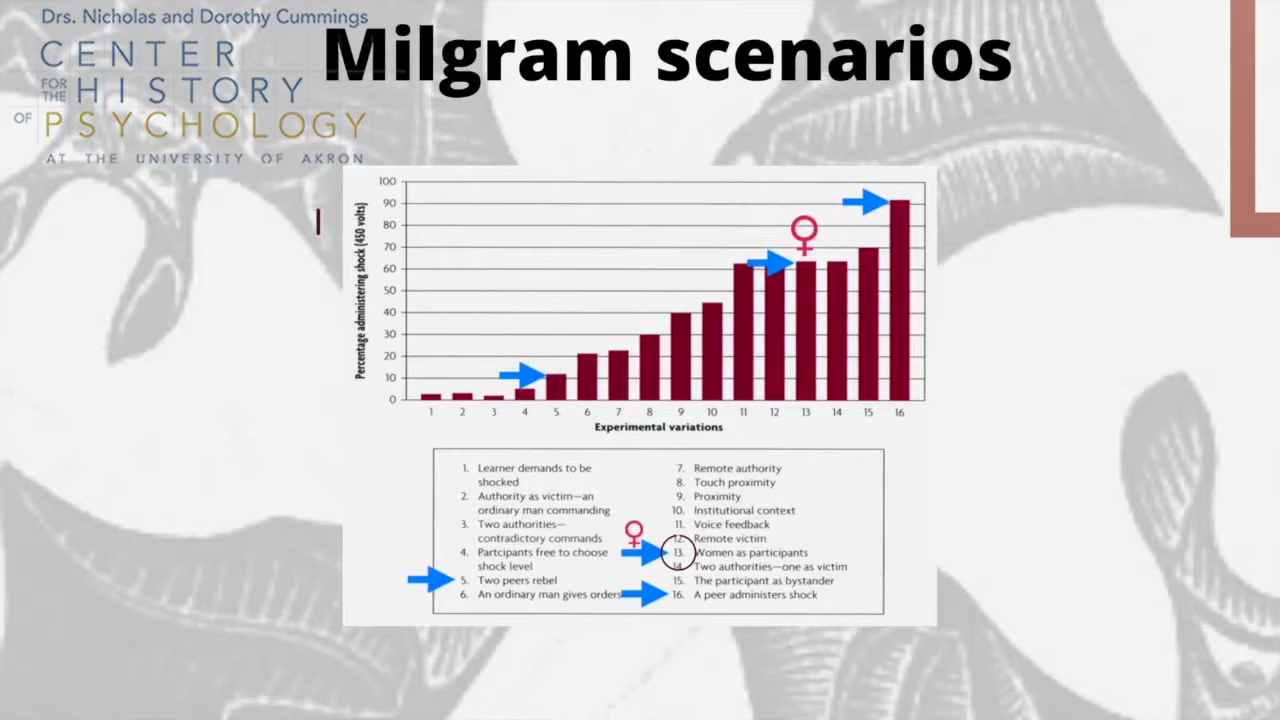 Drs. Nicholas and Dorothy Cummings
CENTER
FOR THE HISTORY
OF PSYCHOLOGY
AT THE UNIVERSITY OF AKRON
Milgram scenarios
Percentage administering shock (450 volts)
100
90
80
70
60
50
40
30
20
10
0
1 2 3 4 5 6 7 8 9 10 11 12 13 14 15 16
Experimental variations
1. Learner demands to be
shocked
2. Authority as victim—an
ordinary man commanding
3. Two authorities—
contradictory commands
4. Partcipants free to choose
shock level
5. Two peers rebel
6. An ordinary man gives orders
7. Remote authority
8. Touch proximity
9. Proximity
10. Institutional context
11. Voice feedback
12. Remote victim
13. Women as participants
14. Two authorities—one as victim
15. The participant as bystander
16. A peer administers shock